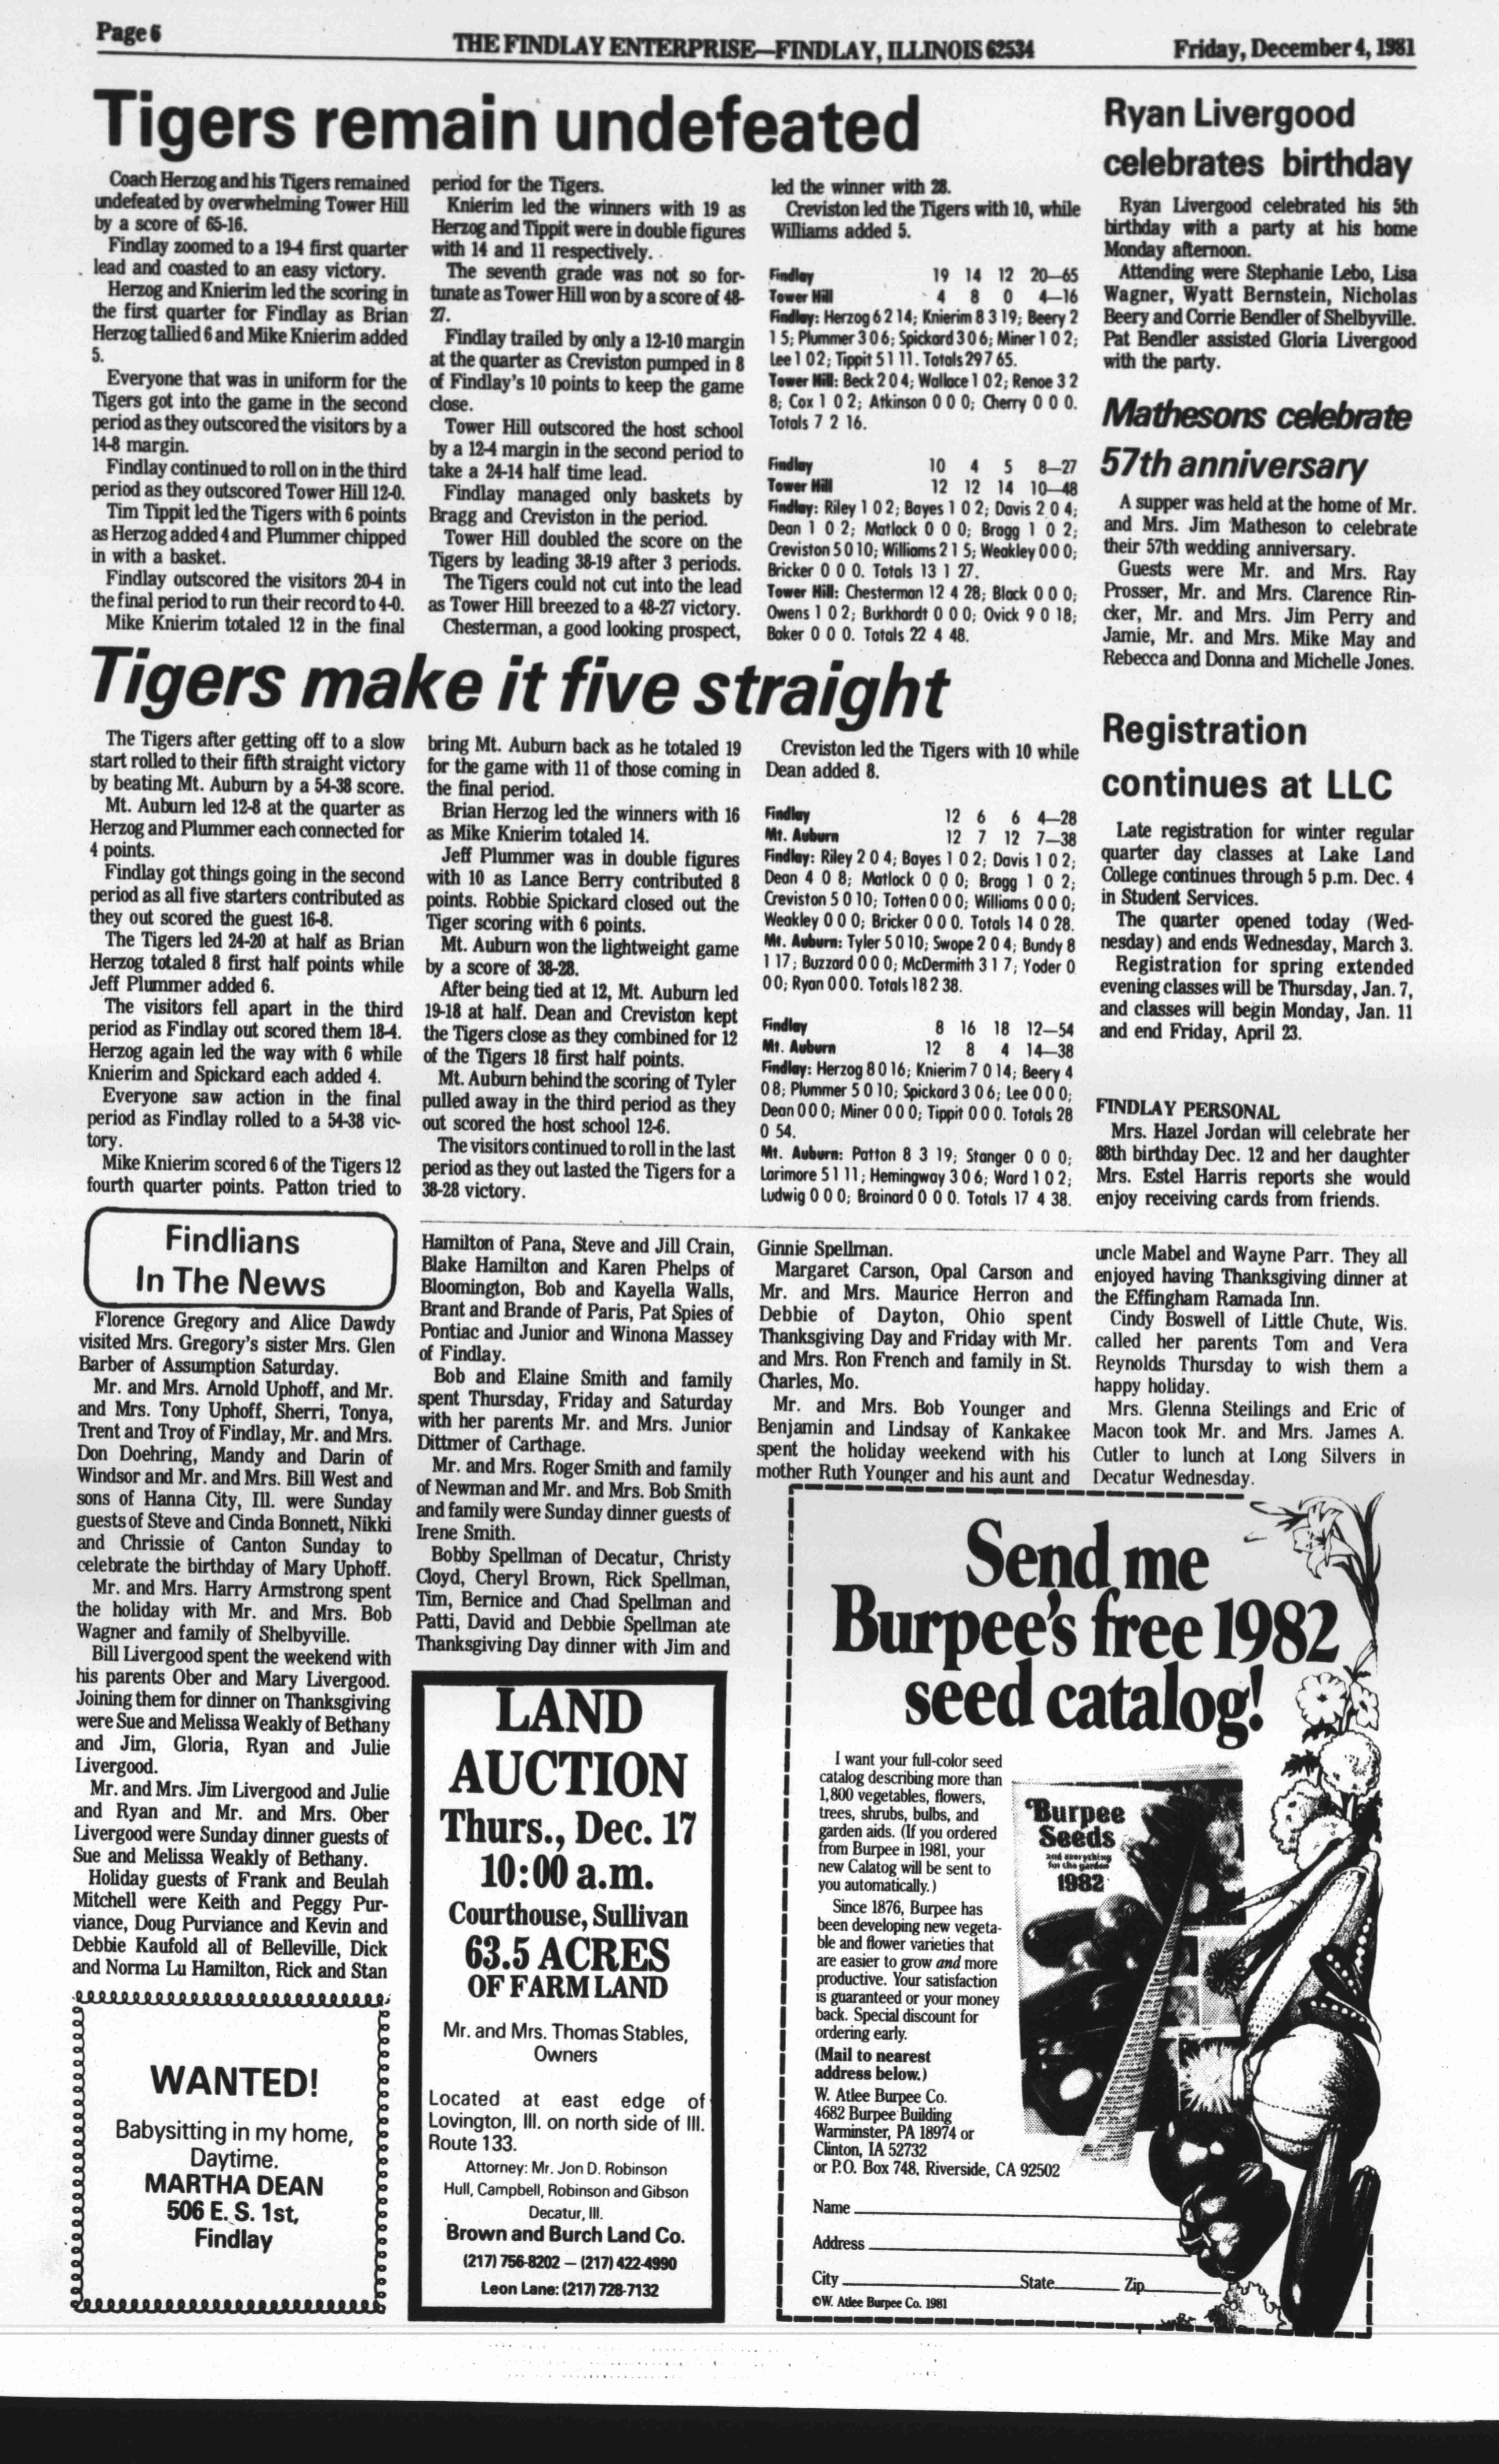 Page 6
THE FINDLAY ENTERPRISE—FINDLAY, ILLINOIS 62534
Friday, December 4, 1981
Tigers remain undefeated
Coach Herzog and his Tigers remained
undefeated by overwhelming Tower Hill
by a score of 65-16.
Findlay zoomed to a 19-4 first quarter
lead and coasted to an easy victory.
Herzog and Knierim led the scoring in
the first quarter for Findlay as Brian
Herzog tallied 6 and Mike Knierim added
5.
Everyone that was in uniform for the
Tigers got into the game in the second
period as they outscored the visitors by a
14-8 margin.
Findlay continued to roll on in the third
period as they outscored Tower Hill 12-0.
Tim Tippit led the Tigers with 6 points
as Herzog added 4 and Plummer chipped
in with a basket.
Findlay outscored the visitors 20-4 in
the final period to run their record to 4-0.
Mike Knierim totaled 12 in the final
period for the Tigers.
Knierim led the winners with 19 as
Herzog and Tippit were in double figures
with 14 and 11 respectively.
The seventh grade was not so for-
tunate as Tower Hill won by a score of 48-
27.
Findlay trailed by only a 12-10 margin
at the quarter as Creviston pumped in 8
of Findlay's 10 points to keep the game
close.
Tower Hill outscored the host school
by a 12-4 margin in the second period to
take a 24-14 half time lead.
Findlay managed only baskets by
Bragg and Creviston in the period.
Tower Hill doubled the score on the
Tigers by leading 38-19 after 3 periods.
The Tigers could not cut into the lead
as Tower Hill breezed to a 48-27 victory.
Chesterman, a good looking prospect,
led the winner with 28.
Creviston led the Tigers with 10, while
Williams added 5.
Findlay 19 14 12 20—65
Tower Hill 4 8 0 4—16
Findlay: Herzog 6 2 14; Knierim 8 3 19; Beery 2
1 5; Plummer 3 0 6; Spickard 3 0 6; Miner 1 0 2;
Lee 1 0 2; Tippit 5 1 11. Totals 29 7 65.
Tower Hill: Beck 2 0 4; Wallace 1 0 2; Renoe 3 2
8; Cox 1 0 2; Atkinson 0 0 0; Cherry 0 0 0.
Totals 7 2 16.
Findlay 10 4 5 8—27
Tower Hill 12 12 14 10—48
Findlay: Riley 1 0 2; Bayes 1 0 2; Davis 2 0 4;
Dean 1 0 2; Matlock 0 0 0; Bragg 1 0 2;
Creviston 5 0 10; Williams 2 1 5; Weakley 0 0 0;
Bricker 0 0 0. Totals 13 1 27.
Tower Hill: Chesterman 12 4 28; Black 0 0 0;
Owens 1 0 2; Burkhardt 0 0 0; Ovick 9 0 18;
Baker 0 0 0. Totals 22 4 48.
Tigers make it five straight
The Tigers after getting off to a slow
start rolled to their fifth straight victory
by beating Mt. Auburn by a 54-38 score.
Mt. Auburn led 12-8 at the quarter as
Herzog and Plummer each connected for
4 points.
Findlay got things going in the second
period as all five starters contributed as
they out scored the guest 16-8.
The Tigers led 24-20 at half as Brian
Herzog totaled 8 first half points while
Jeff Plummer added 6.
The visitors fell apart in the third
period as Findlay out scored them 18-4.
Herzog again led the way with 6 while
Knierim and Spickard each added 4.
Everyone saw action in the final
period as Findlay rolled to a 54-38 vic-
tory.
Mike Knierim scored 6 of the Tigers 12
fourth quarter points. Patton tried to
bring Mt. Auburn back as he totaled 19
for the game with 11 of those coming in
the final period.
Brian Herzog led the winners with 16
as Mike Knierim totaled 14.
Jeff Plummer was in double figures
with 10 as Lance Berry contributed 8
points. Robbie Spickard closed out the
Tiger scoring with 6 points.
Mt. Auburn won the lightweight game
by a score of 38-28.
After being tied at 12, Mt. Auburn led
19-18 at half. Dean and Creviston kept
the Tigers close as they combined for 12
of the Tigers 18 first half points.
Mt. Auburn behind the scoring of Tyler
pulled away in the third period as they
out scored the host school 12-6.
The visitors continued to roll in the last
period as they out lasted the Tigers for a
38-28 victory.
Creviston led the Tigers with 10 while
Dean added 8.
Findlay 12 6 6 4—28
Mt. Auburn 12 7 12 7—38
Findlay: Riley 2 0 4; Bayes 1 0 2; Davis 1 0 2;
Dean 4 0 8; Matlock 0 0 0; Bragg 1 0 2;
Creviston 5 0 10; Totten 0 0 0; Williams 0 0 0;
Weakley 0 0 0; Bricker 0 0 0. Totals 14 0 28.
Mt. Auburn: Tyler 5 0 10; Swope 2 0 4; Bundy 8
1 17; Buzzard 0 0 0; McDermith 3 1 7; Yoder 0
0 0; Ryan 0 0 0. Totals 18 2 38.
Findlay 8 16 18 12—54
Mt. Auburn 12 8 4 14—38
Findlay: Herzog 8 0 16; Knierim 7 0 14; Beery 4
0 8; Plummer 5 0 10; Spickard 3 0 6; Lee 0 0 0;
Dean 0 0 0; Miner 0 0 0; Tippit 0 0 0. Totals 28
0 54.
Mt. Auburn: Patton 8 3 19; Stanger 0 0 0;
Larimore 5 1 11; Hemingway 3 0 6; Ward 1 0 2;
Ludwig 0 0 0; Brainard 0 0 0. Totals 17 4 38.
Ryan Livergood
celebrates birthday
Ryan Livergood celebrated his 5th
birthday with a party at his home
Monday afternoon.
Attending were Stephanie Lebo, Lisa
Wagner, Wyatt Bernstein, Nicholas
Beery and Corrie Bendler of Shelbyville.
Pat Bendler assisted Gloria Livergood
with the party.
Mathesons celebrate
57th anniversary
A supper was held at the home of Mr.
and Mrs. Jim Matheson to celebrate
their 57th wedding anniversary.
Guests were Mr. and Mrs. Ray
Prosser, Mr. and Mrs. Clarence Rin-
cker, Mr. and Mrs. Jim Perry and
Jamie, Mr. and Mrs. Mike May and
Rebecca and Donna and Michelle Jones.
Registration
continues at LLC
Late registration for winter regular
quarter day classes at Lake Land
College continues through 5 p.m. Dec. 4
in Student Services.
The quarter opened today (Wed-
nesday) and ends Wednesday, March 3.
Registration for spring extended
evening classes will be Thursday, Jan. 7,
and classes will begin Monday, Jan. 11
and end Friday, April 23.
FINDLAY PERSONAL
Mrs. Hazel Jordan will celebrate her
88th birthday Dec. 12 and her daughter
Mrs. Estel Harris reports she would
enjoy receiving cards from friends.
Findlians
In The News
Florence Gregory and Alice Dawdy
visited Mrs. Gregory's sister Mrs. Glen
Barber of Assumption Saturday.
Mr. and Mrs. Arnold Uphoff, and Mr.
and Mrs. Tony Uphoff, Sherri, Tonya,
Trent and Troy of Findlay, Mr. and Mrs.
Don Doehring, Mandy and Darin of
Windsor and Mr. and Mrs. Bill West and
sons of Hanna City, Ill. were Sunday
guests of Steve and Cinda Bonnett, Nikki
and Chrissie of Canton Sunday to
celebrate the birthday of Mary Uphoff.
Mr. and Mrs. Harry Armstrong spent
the holiday with Mr. and Mrs. Bob
Wagner and family of Shelbyville.
Bill Livergood spent the weekend with
his parents Ober and Mary Livergood.
Joining them for dinner on Thanksgiving
were Sue and Melissa Weakly of Bethany
and Jim, Gloria, Ryan and Julie
Livergood.
Mr. and Mrs. Jim Livergood and Julie
and Ryan and Mr. and Mrs. Ober
Livergood were Sunday dinner guests of
Sue and Melissa Weakly of Bethany.
Holiday guests of Frank and Beulah
Mitchell were Keith and Peggy Pur-
viance, Doug Purviance and Kevin and
Debbie Kaufold all of Belleville, Dick
and Norma Lu Hamilton, Rick and Stan
Hamilton of Pana, Steve and Jill Crain,
Blake Hamilton and Karen Phelps of
Bloomington, Bob and Kayella Walls,
Brant and Brande of Paris, Pat Spies of
Pontiac and Junior and Winona Massey
of Findlay.
Bob and Elaine Smith and family
spent Thursday, Friday and Saturday
with her parents Mr. and Mrs. Junior
Dittmer of Carthage.
Mr. and Mrs. Roger Smith and family
of Newman and Mr. and Mrs. Bob Smith
and family were Sunday dinner guests of
Irene Smith.
Bobby Spellman of Decatur, Christy
Cloyd, Cheryl Brown, Rick Spellman,
Tim, Bernice and Chad Spellman and
Patti, David and Debbie Spellman ate
Thanksgiving Day dinner with Jim and
Ginnie Spellman.
Margaret Carson, Opal Carson and
Mr. and Mrs. Maurice Herron and
Debbie of Dayton, Ohio spent
Thanksgiving Day and Friday with Mr.
and Mrs. Ron French and family in St.
Charles, Mo.
Mr. and Mrs. Bob Younger and
Benjamin and Lindsay of Kankakee
spent the holiday weekend with his
mother Ruth Younger and his aunt and
uncle Mabel and Wayne Parr. They all
enjoyed having Thanksgiving dinner at
the Effingham Ramada Inn.
Cindy Boswell of Little Chute, Wis.
called her parents Tom and Vera
Reynolds Thursday to wish them a
happy holiday.
Mrs. Glenna Steilings and Eric of
Macon took Mr. and Mrs. James A.
Cutler to lunch at Long Silvers in
Decatur Wednesday.
WANTED!
Babysitting in my home,
Daytime.
MARTHA DEAN
506 E. S. 1st,
Findlay
LAND
AUCTION
Thurs., Dec. 17
10:00 a.m.
Courthouse, Sullivan
63.5 ACRES
OF FARM LAND
Mr. and Mrs. Thomas Stables,
Owners
Located at east edge of
Lovington, Ill. on north side of Ill.
Route 133.
Attorney: Mr. Jon D. Robinson
Hull, Campbell, Robinson and Gibson
Decatur, Ill.
Brown and Burch Land Co.
(217) 756-8202 — (217) 422-4990
Leon Lane: (217) 728-7132
Send me
Burpee's free 1982
seed catalog!
I want your full-color seed
catalog describing more than
1,800 vegetables, flowers,
trees, shrubs, bulbs, and
garden aids. (If you ordered
from Burpee in 1981, your
new Calatog will be sent to
you automatically.)
Since 1876, Burpee has
been developing new vegeta-
ble and flower varieties that
are easier to grow and more
productive. Your satisfaction
is guaranteed or your money
back. Special discount for
ordering early.
(Mail to nearest
address below.)
W. Atlee Burpee Co.
4682 Burpee Building
Warminster, PA 18974 or
Clinton, IA 52732
or P.O. Box 748, Riverside, CA 92502
Burpee
Seeds
and everything
for the garden
1982
Name
Address
City State Zip
©W. Atlee Burpee Co. 1981